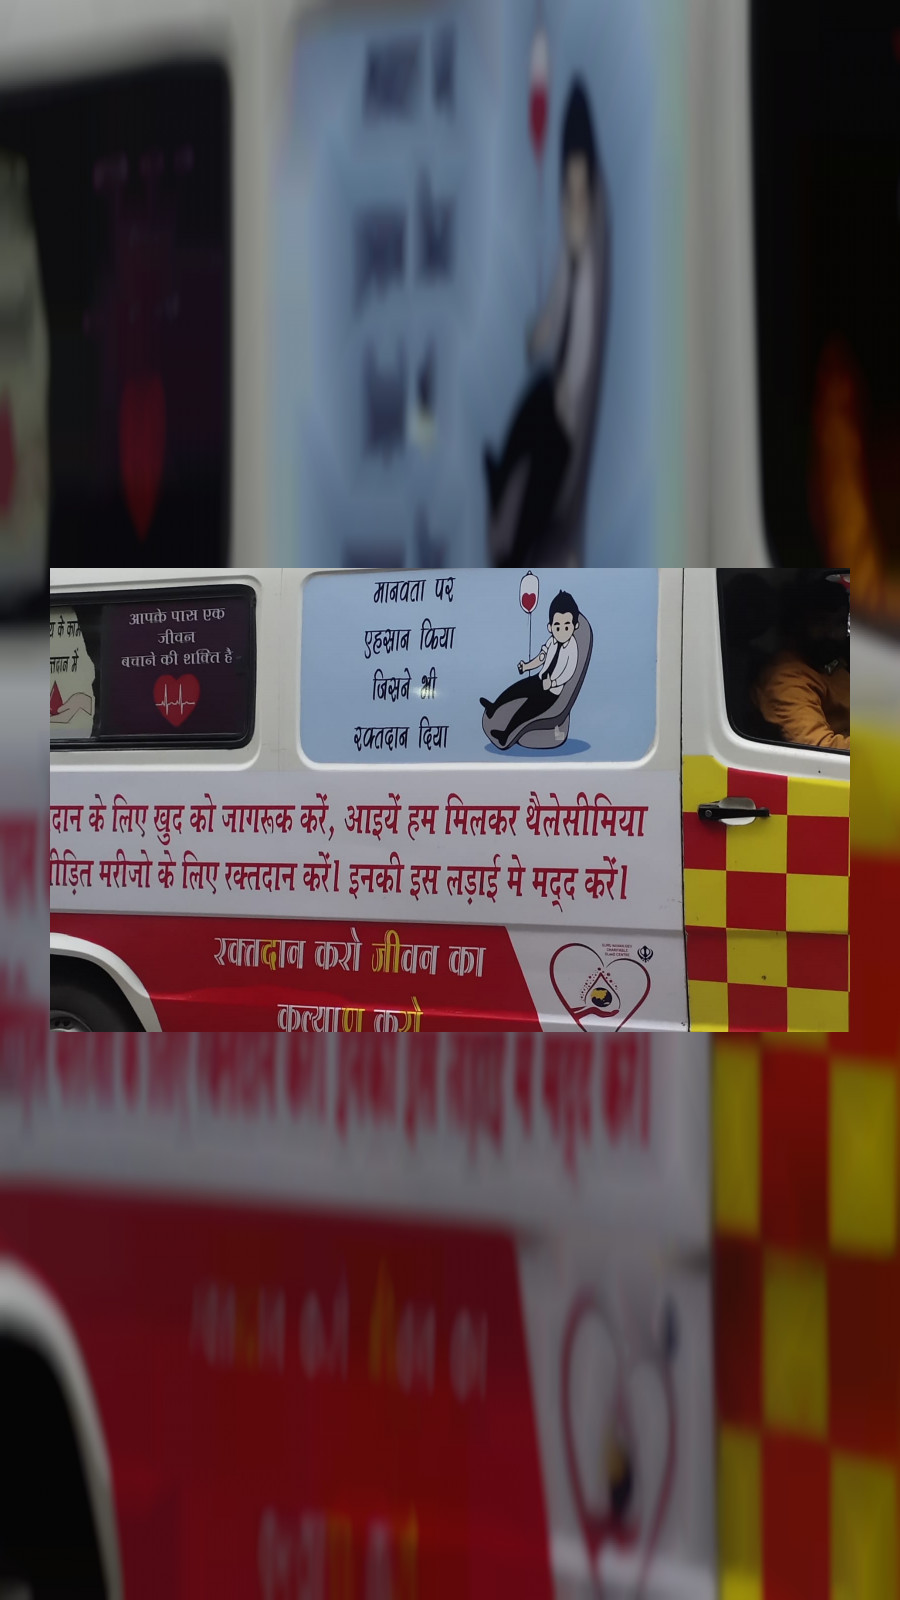 य के काम
आपके पास एक
जीवन
बचाने की शक्ति है
मानवता पर
एहसान किया
जिसने भी
रक्तदान दिया
दान के लिए खुद को जागरूक करें, आइयें हम मिलकर थैलेसीमिया
ीड़ित मरीजो के लिए रक्तदान करें। इनकी इस लड़ाई मे मद्द करें।
रक्तदान करो जीवन का
कल्याण करो